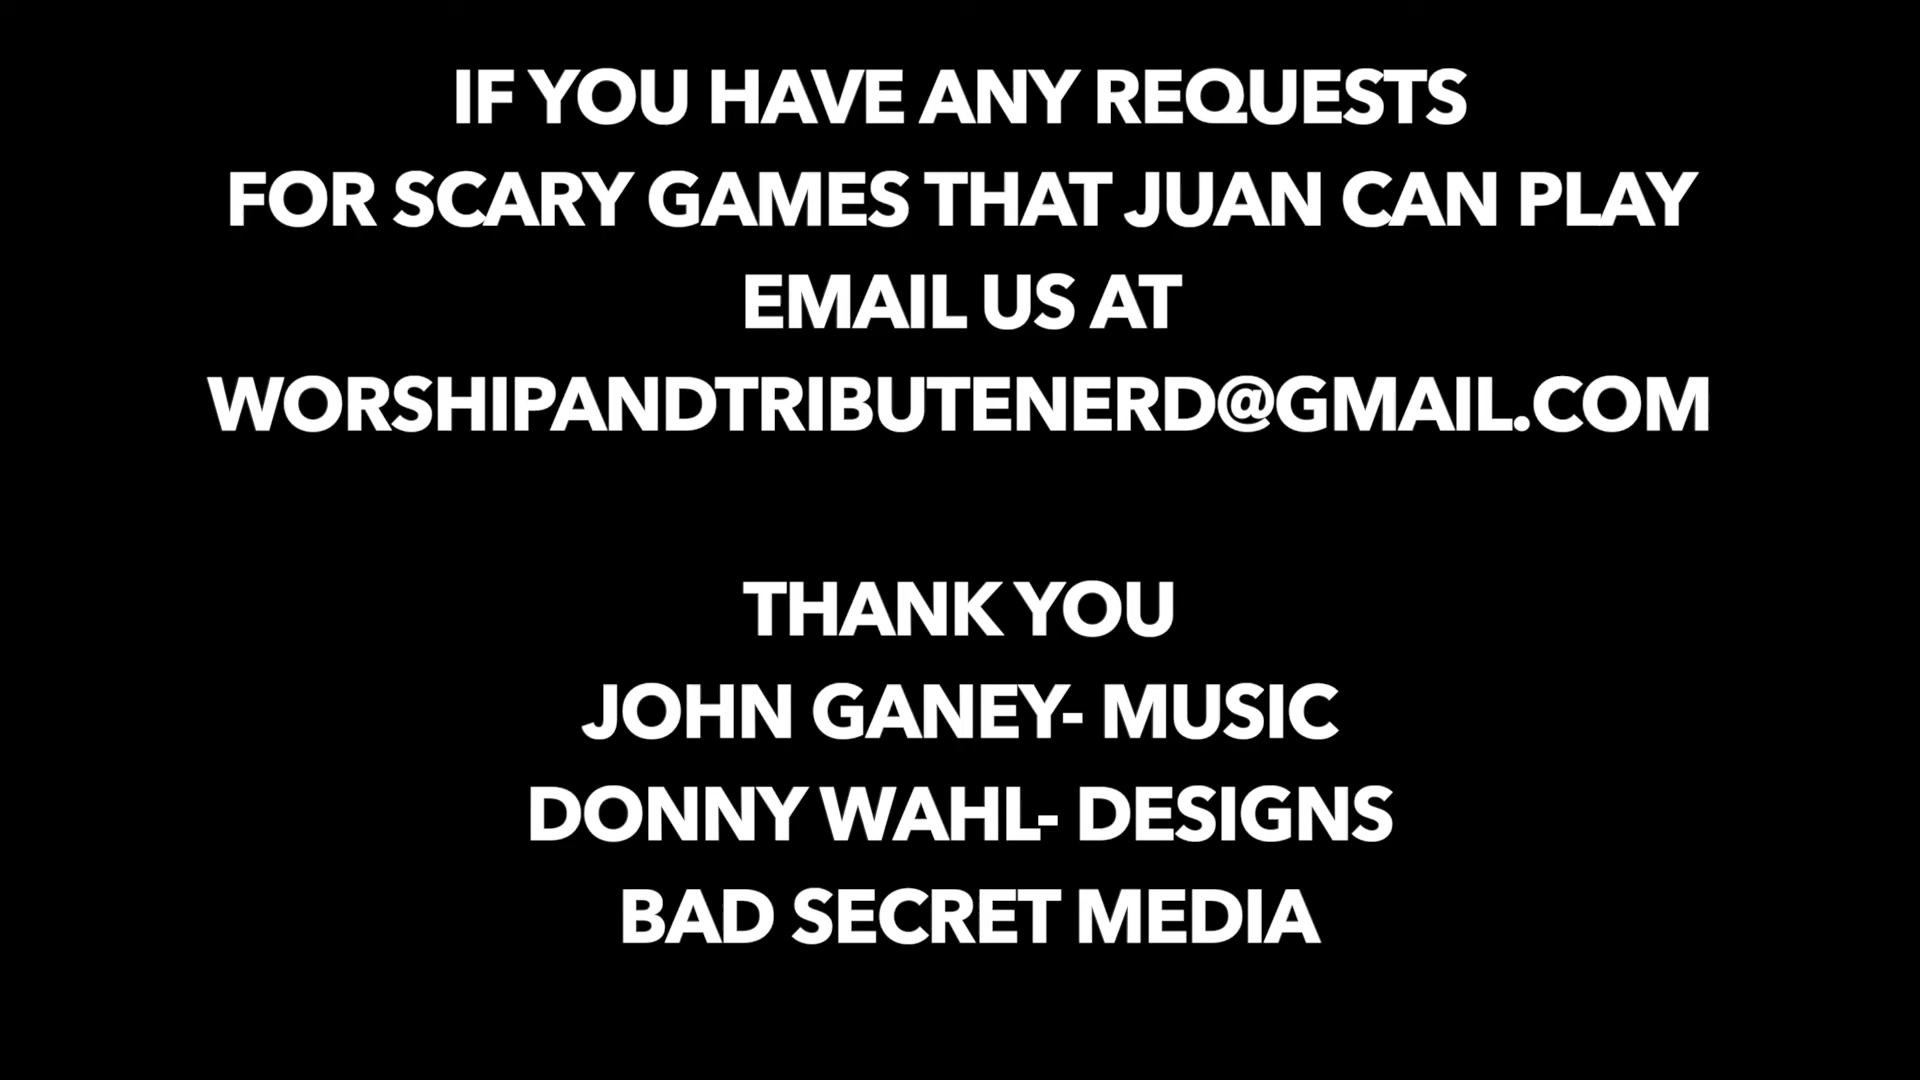 IF YOU HAVE ANY REQUESTS
FOR SCARY GAMES THAT JUAN CAN PLAY
EMAIL US AT
WORSHIPANDTRIBUTENERD@GMAIL.COM
THANK YOU
JOHN GANEY- MUSIC
DONNY WAHL- DESIGNS
BAD SECRET MEDIA